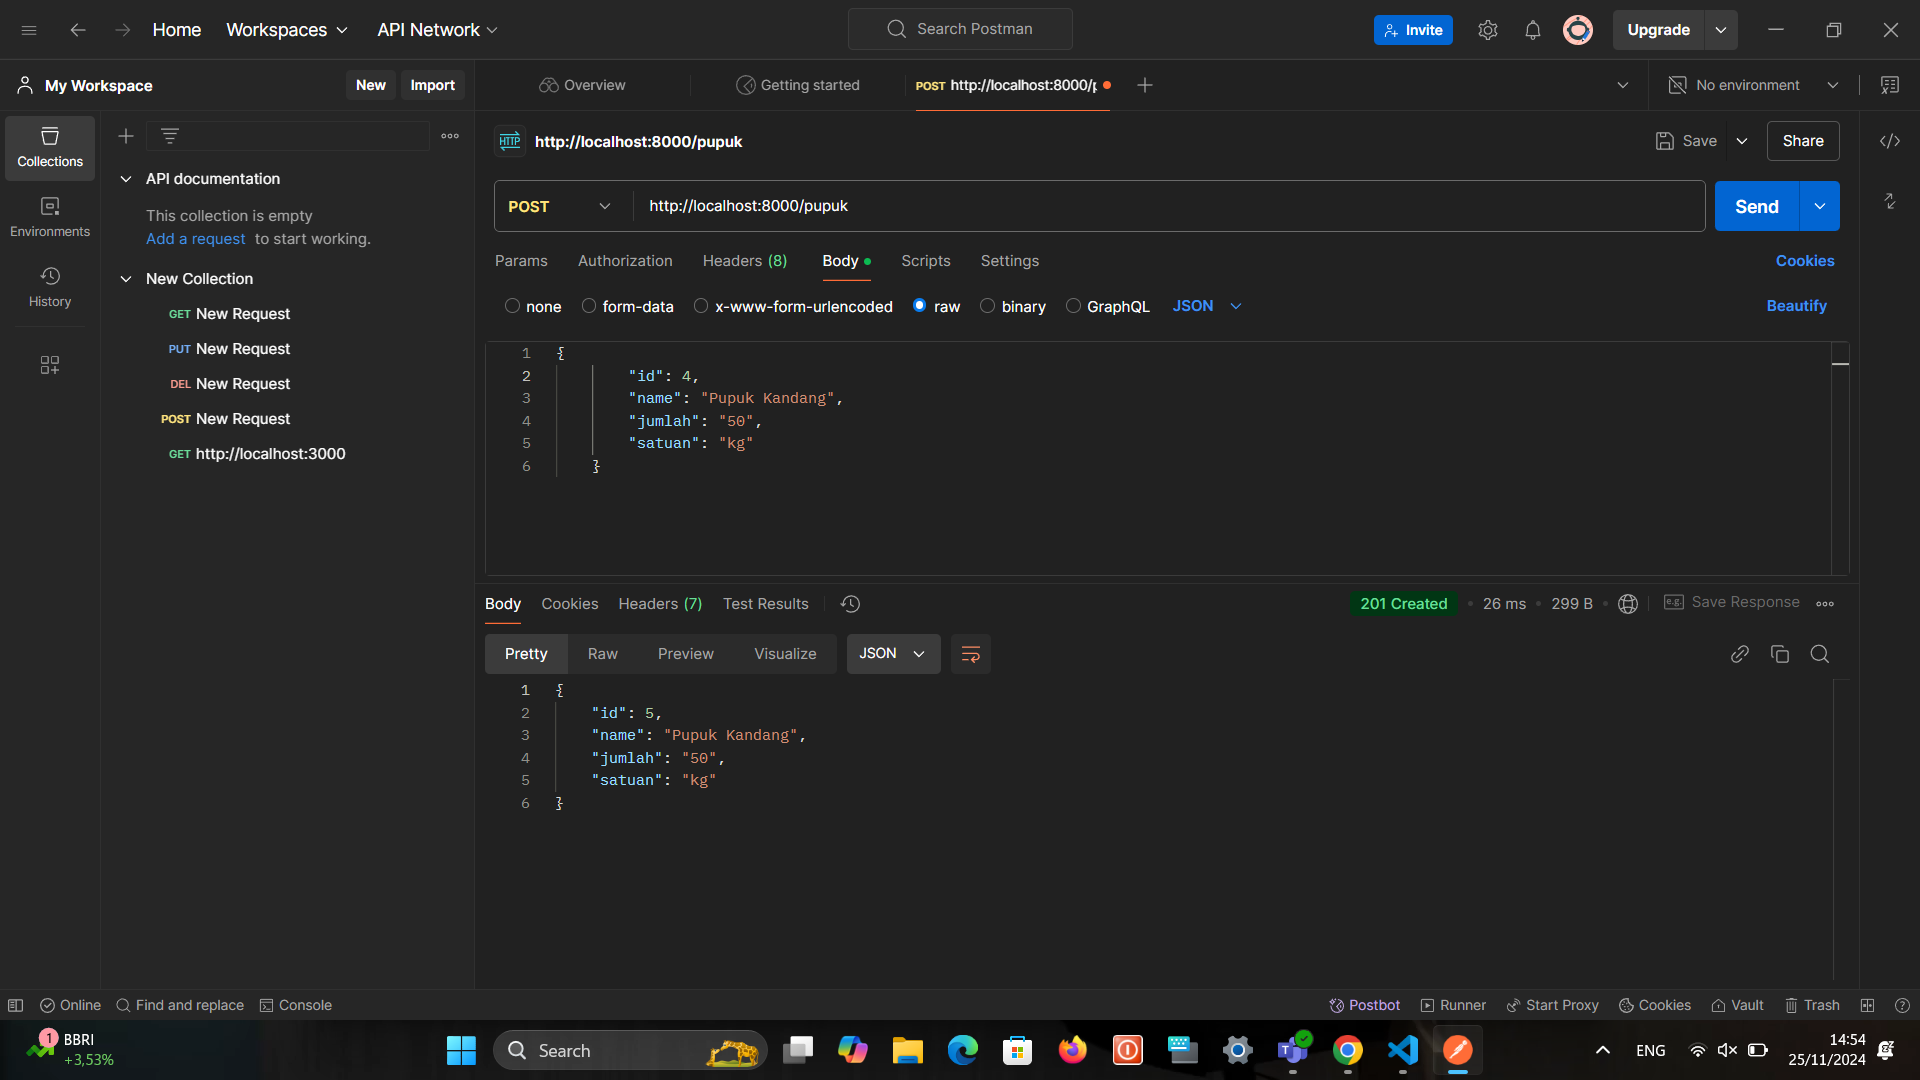 Home Workspaces API Network Search Postman Invite Upgrade
My Workspace New Import Overview Getting started POST http://localhost:8000/p No environment
Collections
Environments
History
API documentation
This collection is empty
Add a request to start working.
New Collection
GET New Request
PUT New Request
DEL New Request
POST New Request
GET http://localhost:3000
HTTP http://localhost:8000/pupuk Save Share
POST http://localhost:8000/pupuk Send
Params Authorization Headers (8) Body Scripts Settings Cookies
none form-data x-www-form-urlencoded raw binary GraphQL JSON Beautify
1 {
2 "id": 4,
3 "name": "Pupuk Kandang",
4 "jumlah": "50",
5 "satuan": "kg"
6 }
Body Cookies Headers (7) Test Results 201 Created 26 ms 299 B e.g. Save Response
Pretty Raw Preview Visualize JSON
1 {
2 "id": 5,
3 "name": "Pupuk Kandang",
4 "jumlah": "50",
5 "satuan": "kg"
6 }
Online Find and replace Console Postbot Runner Start Proxy Cookies Vault Trash
1 BBRI
+3,53%
Search
ENG
14:54
25/11/2024